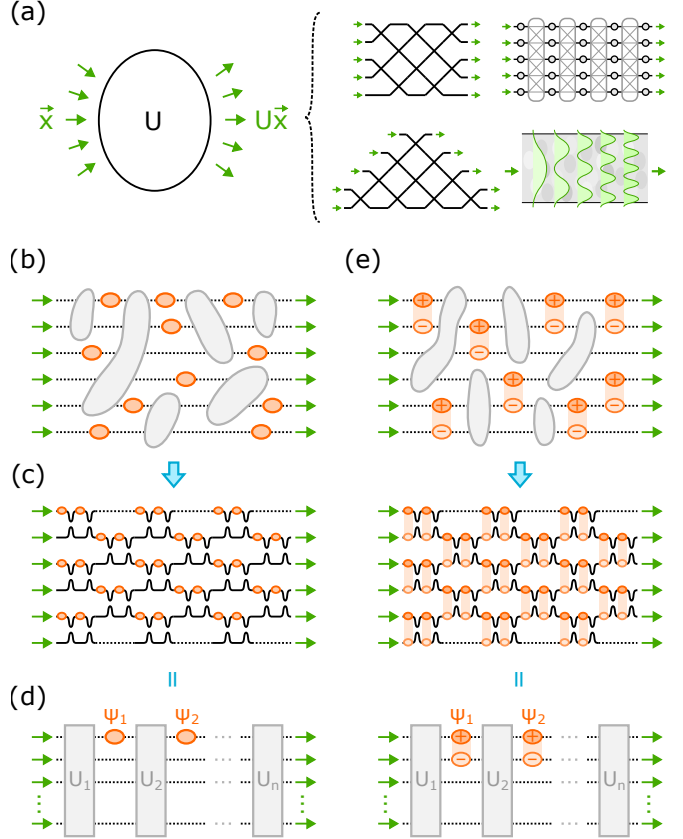 (a)
x⃗ U Ux⃗
(b) (e)
+ + +
− + − −
−
+ +
+ − + −
− −
(c)
(d) ψ₁ ψ₂ ψ₁ ψ₂
+ +
− −
U₁ U₂ ... Uₙ U₁ U₂ ... Uₙ